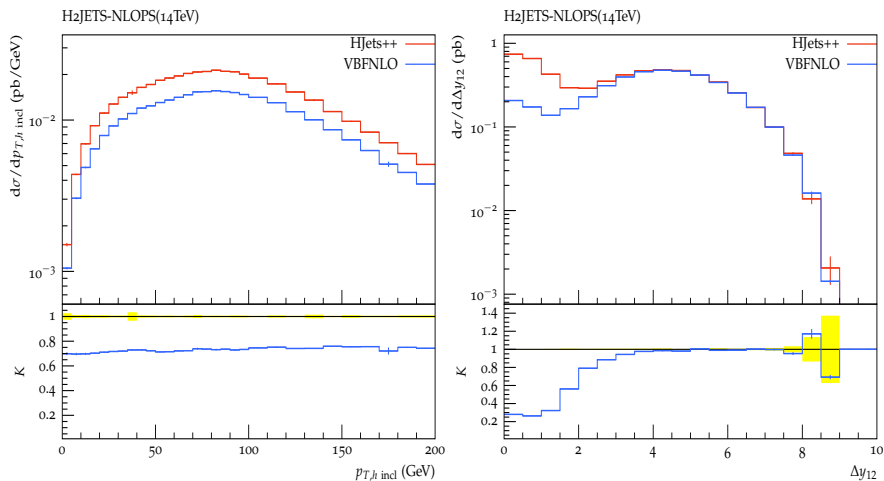 H2JETS-NLOPS(14TeV)
HJets++
VBFNLO
dσ/dp_{T,h incl} (pb/GeV)
10^{−2}
10^{−3}
1
0.8
0.6
0.4
0.2
K
0 50 100 150 200
p_{T,h incl} (GeV)
H2JETS-NLOPS(14TeV)
HJets++
VBFNLO
dσ/dΔy_{12} (pb)
1
10^{−1}
10^{−2}
10^{−3}
1.4
1.2
1.0
0.8
0.6
0.4
0.2
K
0 2 4 6 8 10
Δy_{12}